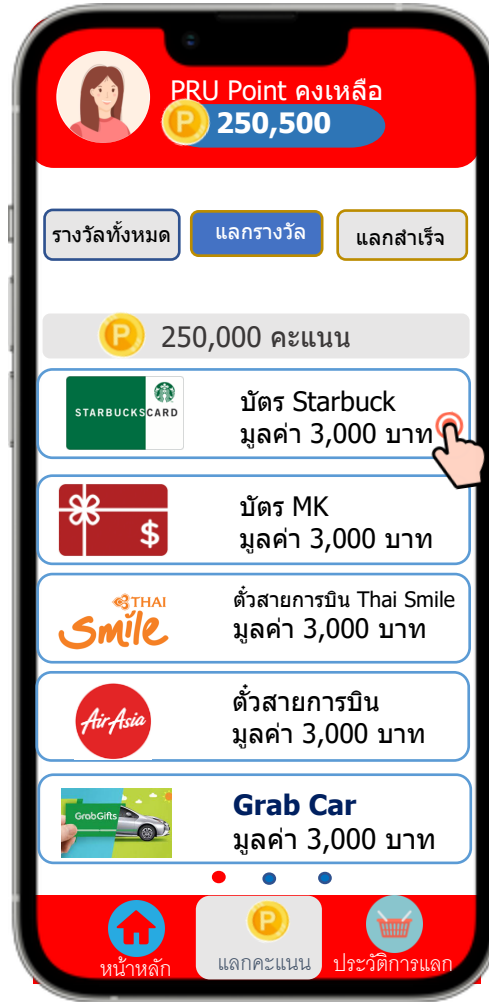 PRU Point คงเหลือ
P 250,500
รางวัลทั้งหมด
แลกรางวัล
แลกสำเร็จ
P 250,000 คะแนน
STARBUCKS CARD
บัตร Starbuck
มูลค่า 3,000 บาท
$
บัตร MK
มูลค่า 3,000 บาท
THAI
Smile
ตั๋วสายการบิน Thai Smile
มูลค่า 3,000 บาท
AirAsia
ตั๋วสายการบิน
มูลค่า 3,000 บาท
GrabGifts
Grab Car
มูลค่า 3,000 บาท
หน้าหลัก
P
แลกคะแนน
ประวัติการแลก